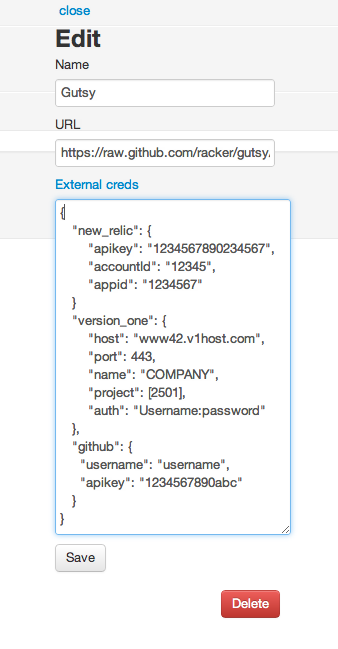 close
Edit
Name
Gutsy
URL
https://raw.github.com/racker/gutsy.
External creds
{
"new_relic": {
"apikey": "1234567890234567",
"accountId": "12345",
"appid": "1234567"
}
"version_one": {
"host": "www42.v1host.com",
"port": 443,
"name": "COMPANY",
"project": [2501],
"auth": "Username:password"
},
"github": {
"username": "username",
"apikey": "1234567890abc"
}
}
Save
Delete